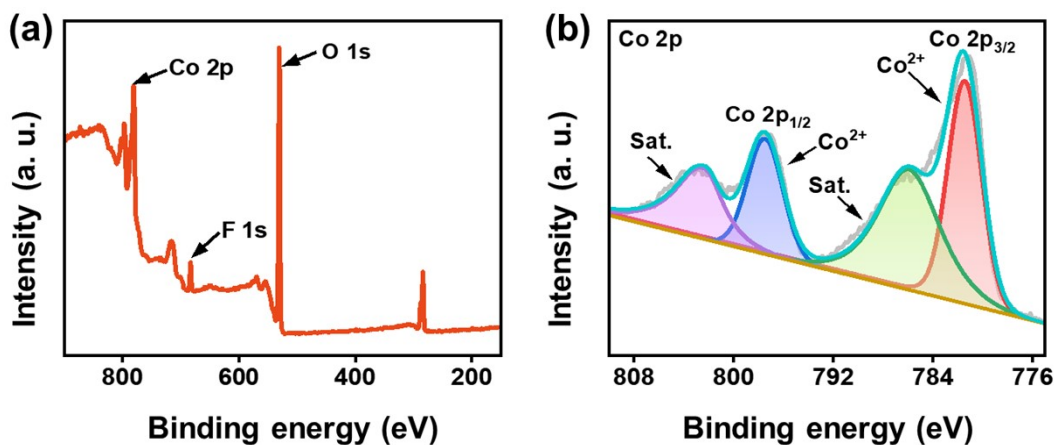 (a)
Intensity (a. u.)
Co 2p
O 1s
F 1s
800 600 400 200
Binding energy (eV)
(b)
Intensity (a. u.)
Co 2p
Co 2p3/2
Co2+
Co 2p1/2
Co2+
Sat.
Sat.
808 800 792 784 776
Binding energy (eV)